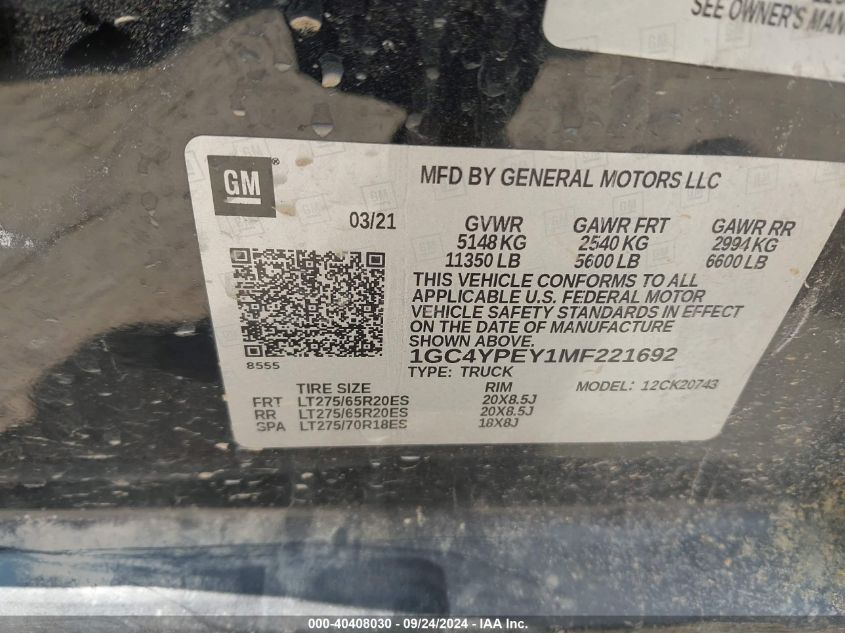 SEE OWNER'S MANU
GM
MFD BY GENERAL MOTORS LLC
03/21
GVWR GAWR FRT GAWR RR
5148 KG 2540 KG 2994 KG
11350 LB 5600 LB 6600 LB
THIS VEHICLE CONFORMS TO ALL
APPLICABLE U.S. FEDERAL MOTOR
VEHICLE SAFETY STANDARDS IN EFFECT
ON THE DATE OF MANUFACTURE
SHOWN ABOVE.
1GC4YPEY1MF221692
8555
TYPE: TRUCK MODEL: 12CK20743
TIRE SIZE RIM
FRT LT275/65R20ES 20X8.5J
RR LT275/65R20ES 20X8.5J
SPA LT275/70R18ES 18X8J
000-40408030 - 09/24/2024 - IAA Inc.